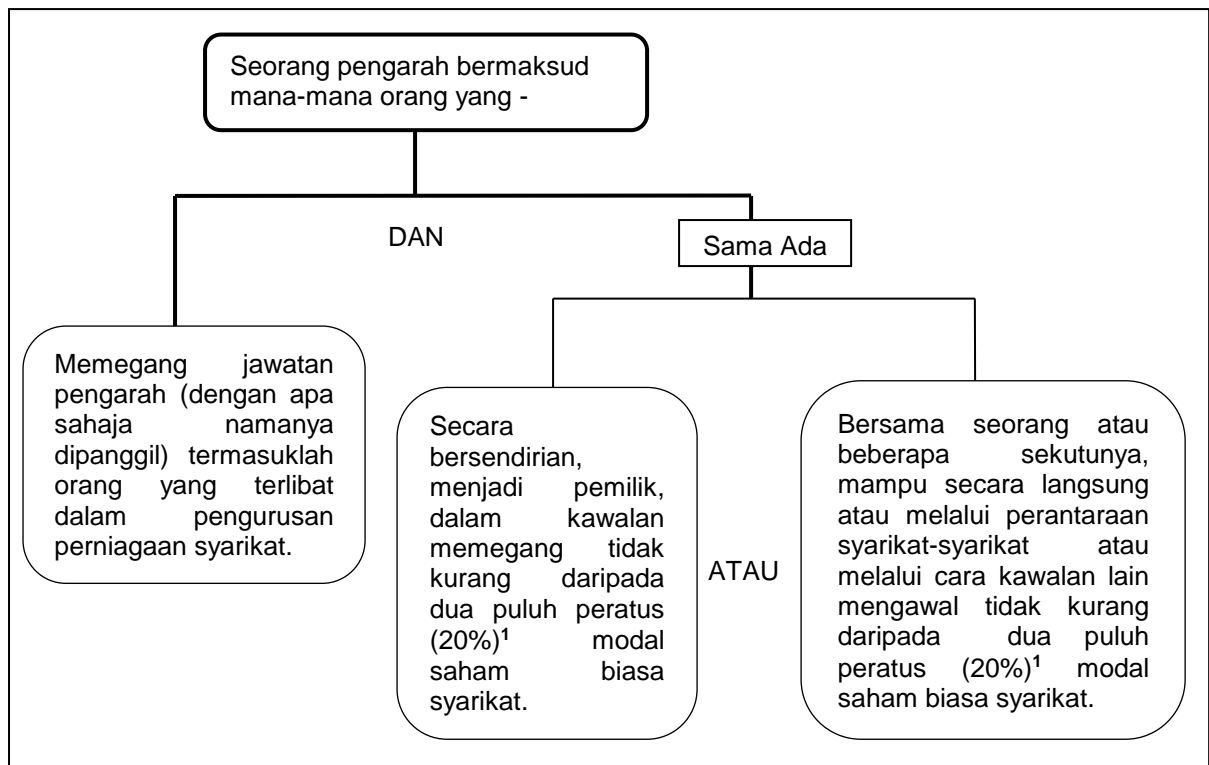 Seorang pengarah bermaksud
mana-mana orang yang -
DAN
Sama Ada
Memegang jawatan
pengarah (dengan apa
sahaja namanya
dipanggil) termasuklah
orang yang terlibat
dalam pengurusan
perniagaan syarikat.
Secara
bersendirian,
menjadi pemilik,
dalam kawalan
memegang tidak
kurang daripada
dua puluh peratus
(20%)¹ modal
saham biasa
syarikat.
ATAU
Bersama seorang atau
beberapa sekutunya,
mampu secara langsung
atau melalui perantaraan
syarikat-syarikat atau
melalui cara kawalan lain
mengawal tidak kurang
daripada dua puluh
peratus (20%)¹ modal
saham biasa syarikat.